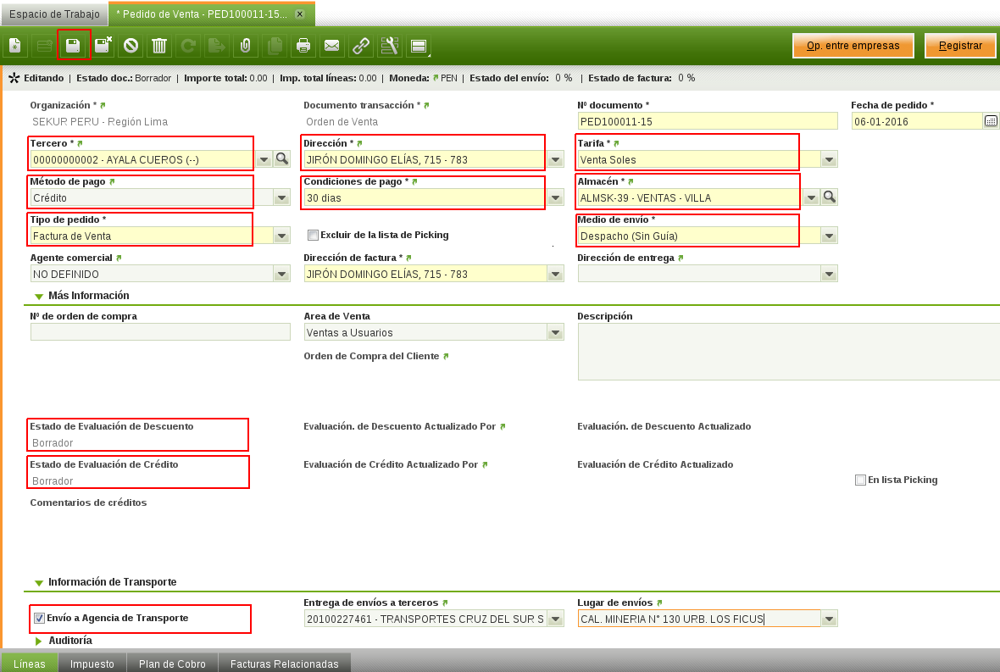 Espacio de Trabajo
* Pedido de Venta - PED100011-15...
Op. entre empresas
Registrar
Editando | Estado doc.: Borrador | Importe total: 0.00 | Imp. total líneas: 0.00 | Moneda: PEN | Estado del envío: 0 % | Estado de factura: 0 %
Organización * Documento transacción * Nº documento * Fecha de pedido *
SEKUR PERU - Región Lima Orden de Venta PED100011-15 06-01-2016
Tercero * Dirección * Tarifa *
00000000002 - AYALA CUEROS (--) JIRÓN DOMINGO ELÍAS, 715 - 783 Venta Soles
Método de pago Condiciones de pago * Almacén *
Crédito 30 dias ALMSK-39 - VENTAS - VILLA
Tipo de pedido * Medio de envío *
Factura de Venta Excluir de la lista de Picking Despacho (Sin Guía)
Agente comercial Dirección de factura * Dirección de entrega
NO DEFINIDO JIRÓN DOMINGO ELÍAS, 715 - 783
Más Información
Nº de orden de compra Area de Venta Descripción
Ventas a Usuarios
Orden de Compra del Cliente
Estado de Evaluación de Descuento Evaluación. de Descuento Actualizado Por Evaluación. de Descuento Actualizado
Borrador
Estado de Evaluación de Crédito Evaluación de Crédito Actualizado Por Evaluación de Crédito Actualizado
Borrador En lista Picking
Comentarios de créditos
Información de Transporte
Entrega de envíos a terceros Lugar de envíos
Envío a Agencia de Transporte 20100227461 - TRANSPORTES CRUZ DEL SUR S CAL. MINERIA N° 130 URB. LOS FICUS
Auditoría
Líneas Impuesto Plan de Cobro Facturas Relacionadas